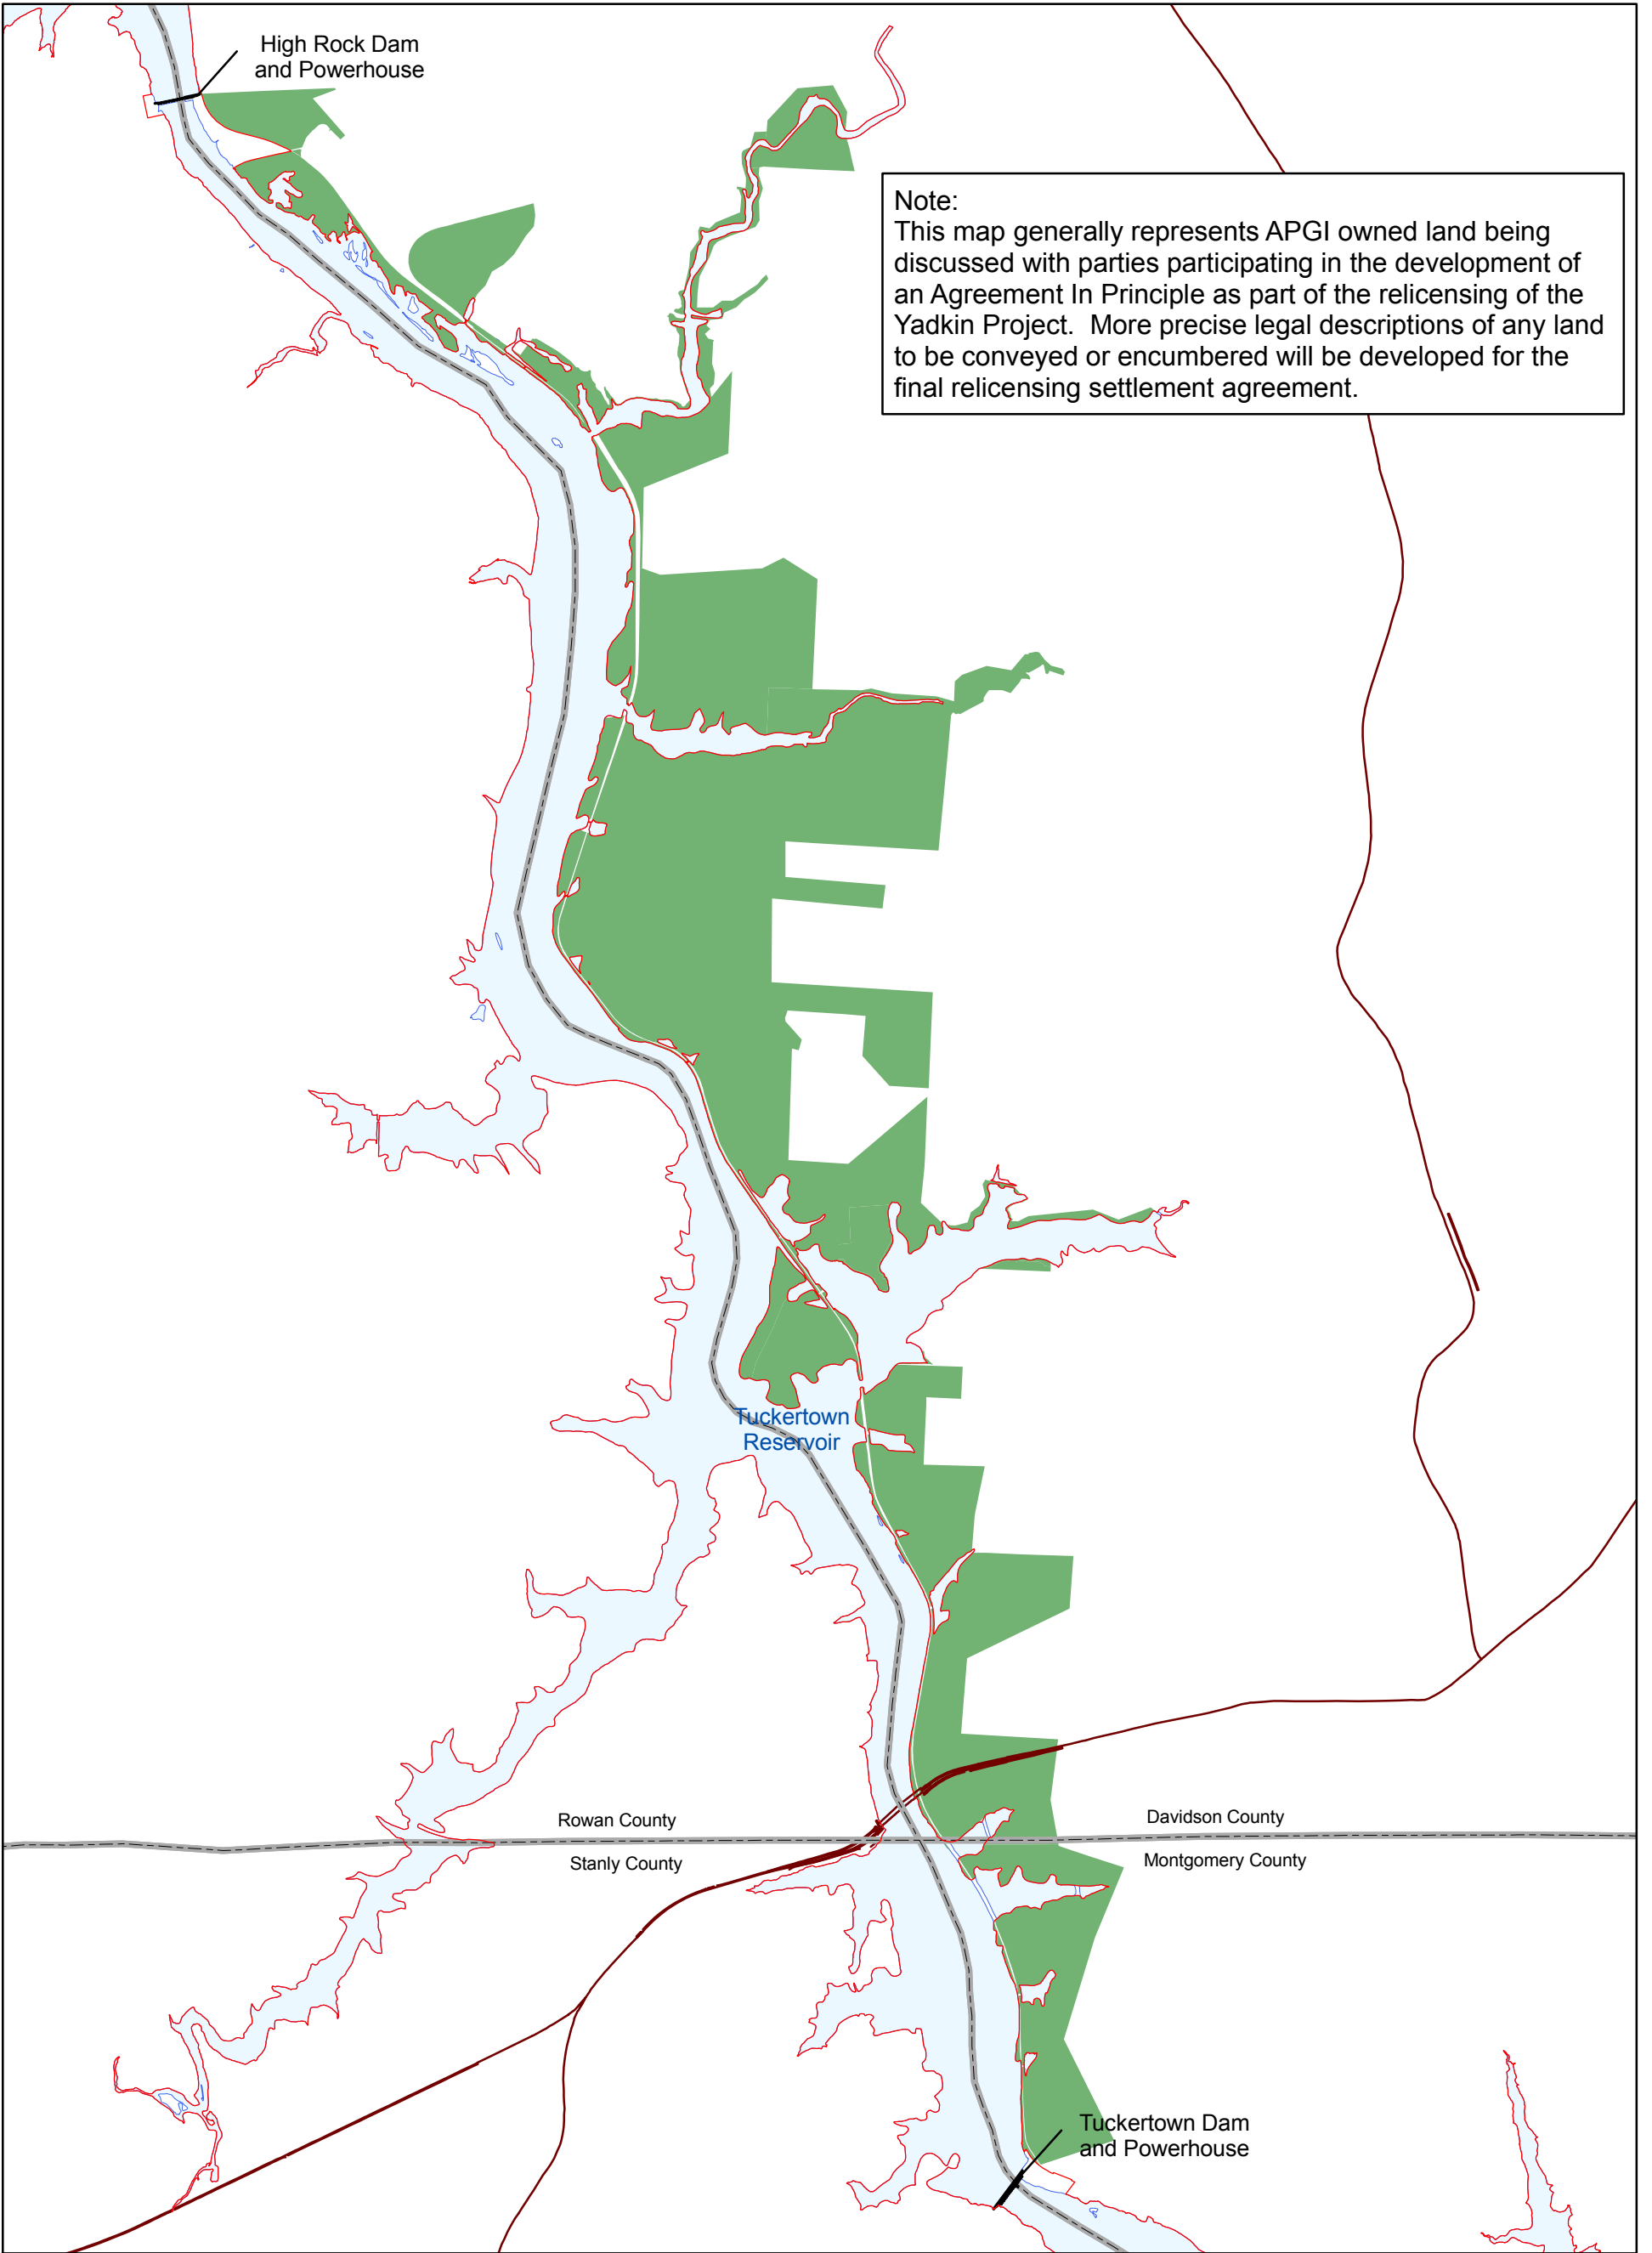 High Rock Dam
and Powerhouse
Note:
This map generally represents APGI owned land being
discussed with parties participating in the development of
an Agreement In Principle as part of the relicensing of the
Yadkin Project.  More precise legal descriptions of any land
to be conveyed or encumbered will be developed for the
final relicensing settlement agreement.
Tuckertown
Reservoir
Rowan County
Davidson County
Stanly County
Montgomery County
Tuckertown Dam
and Powerhouse